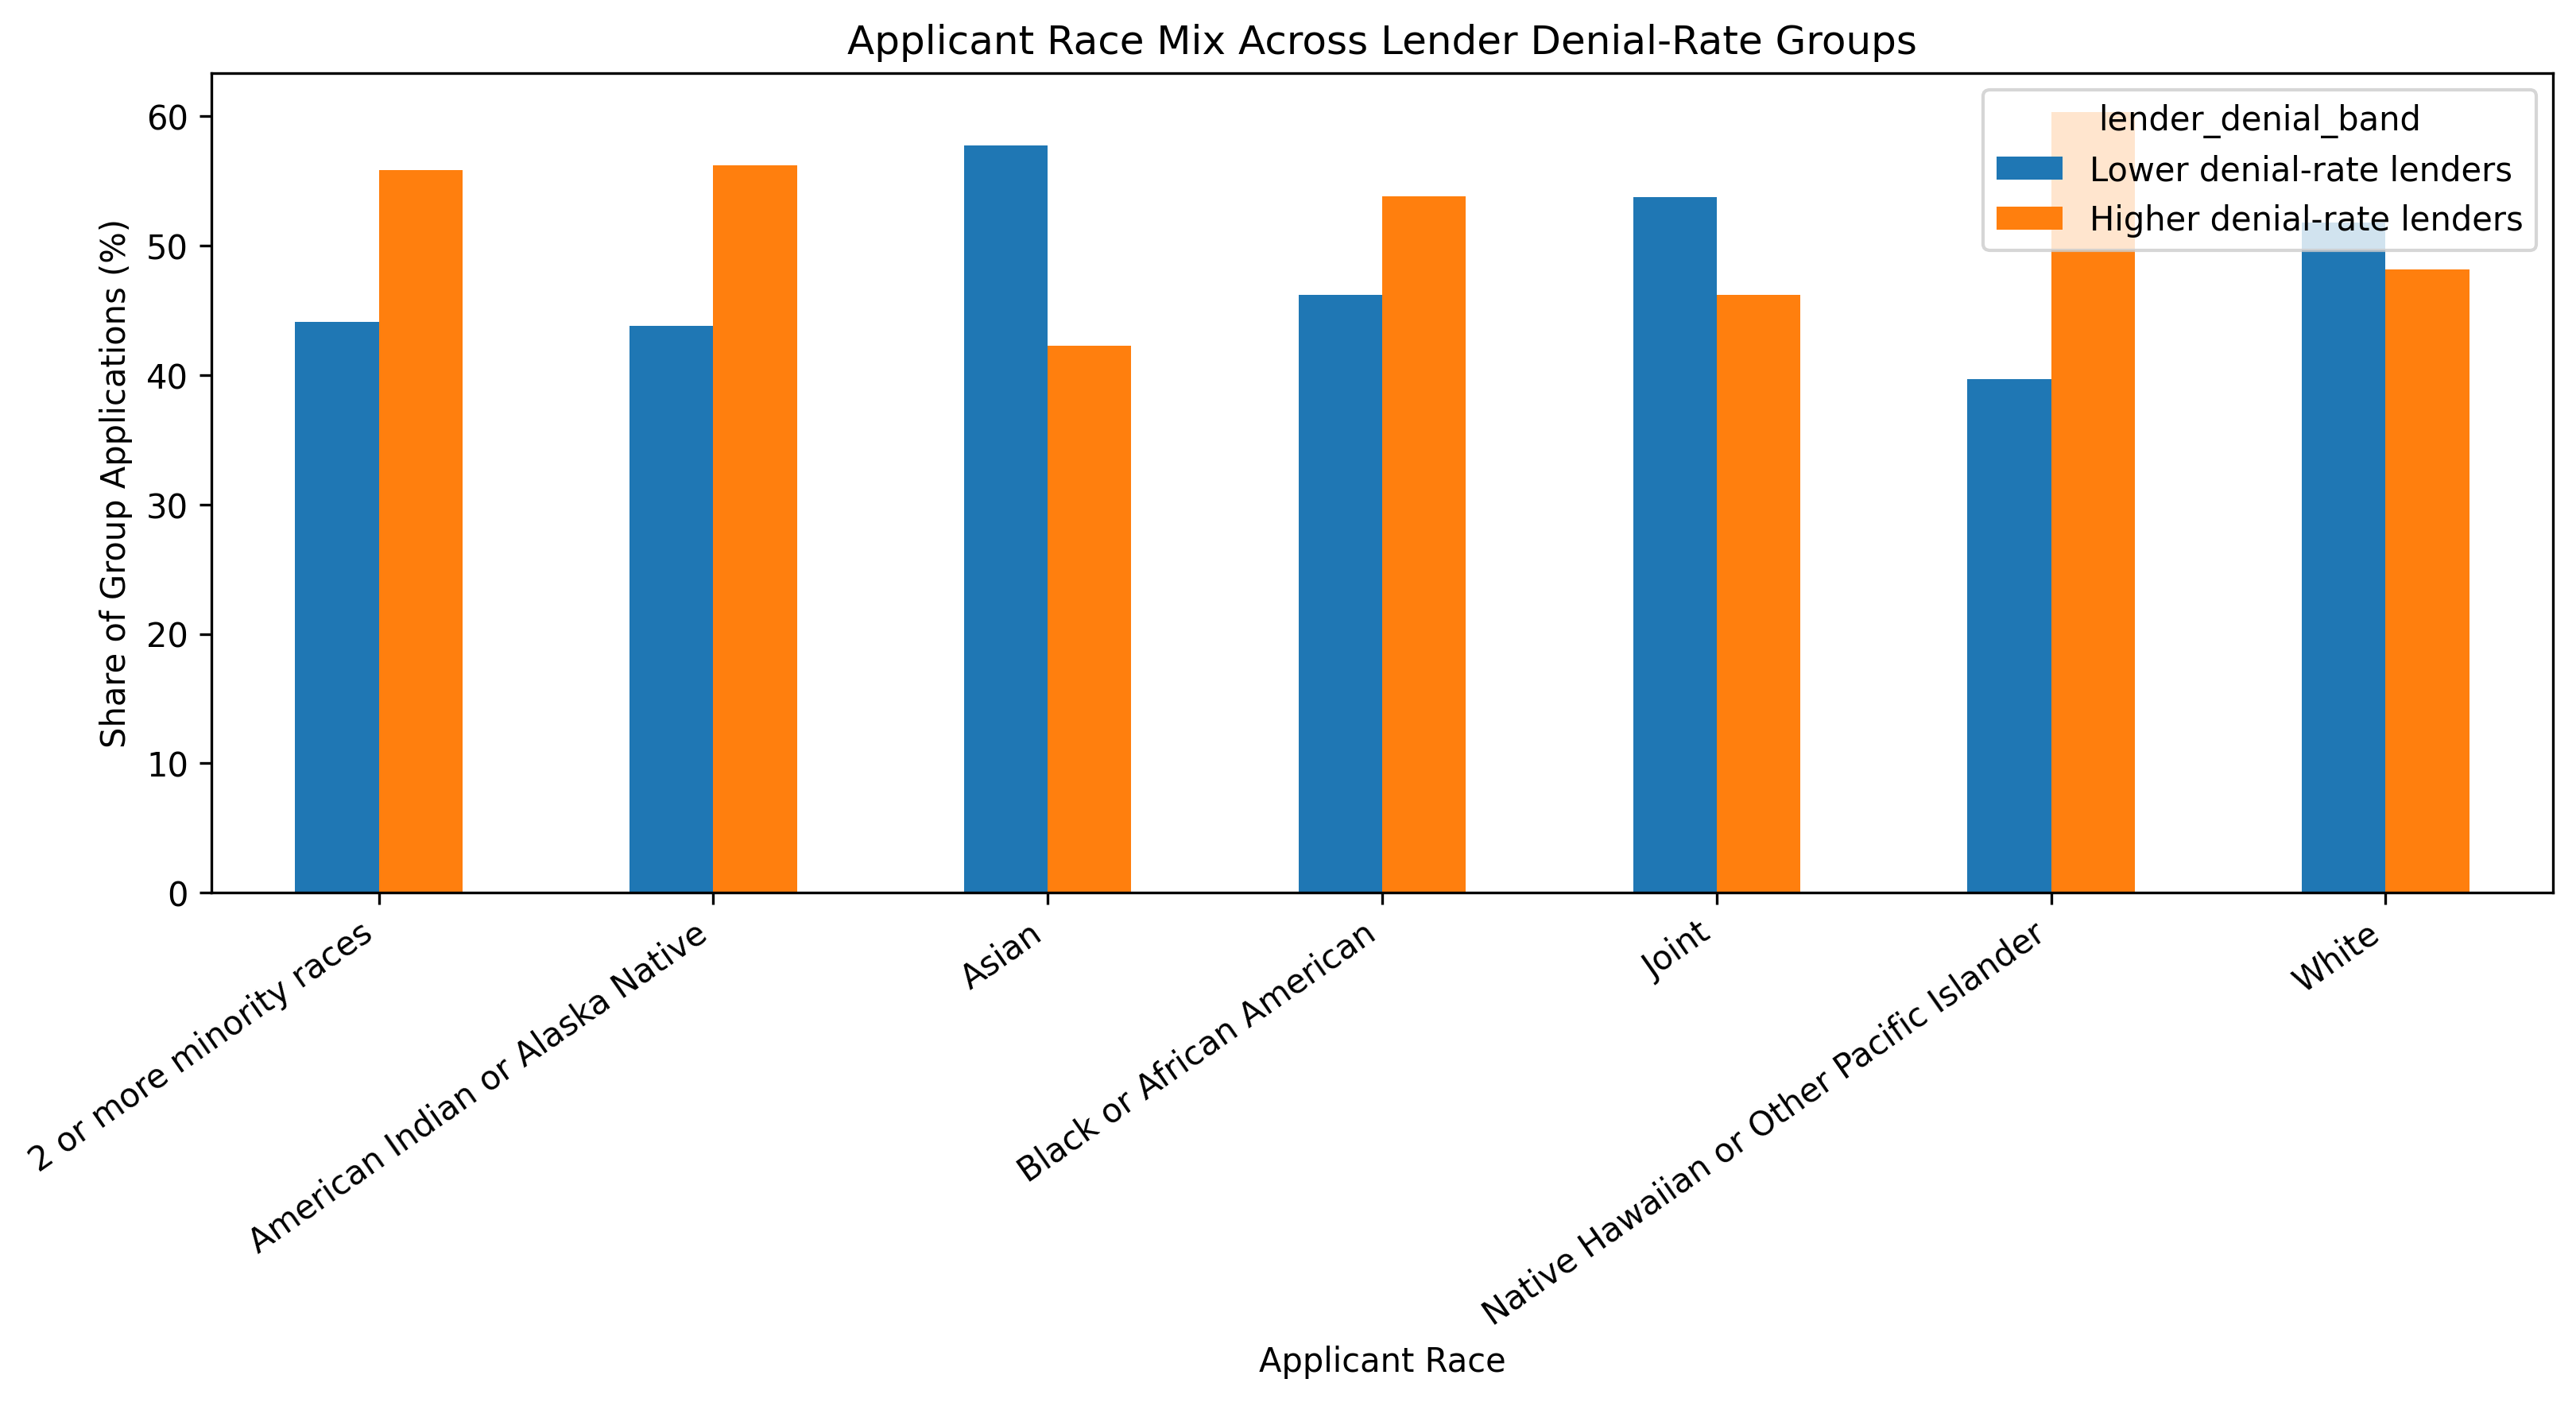 Applicant Race Mix Across Lender Denial-Rate Groups
Share of Group Applications (%)
60
50
40
30
20
10
0
lender_denial_band
Lower denial-rate lenders
Higher denial-rate lenders
2 or more minority races
American Indian or Alaska Native
Asian
Black or African American
Joint
Native Hawaiian or Other Pacific Islander
White
Applicant Race